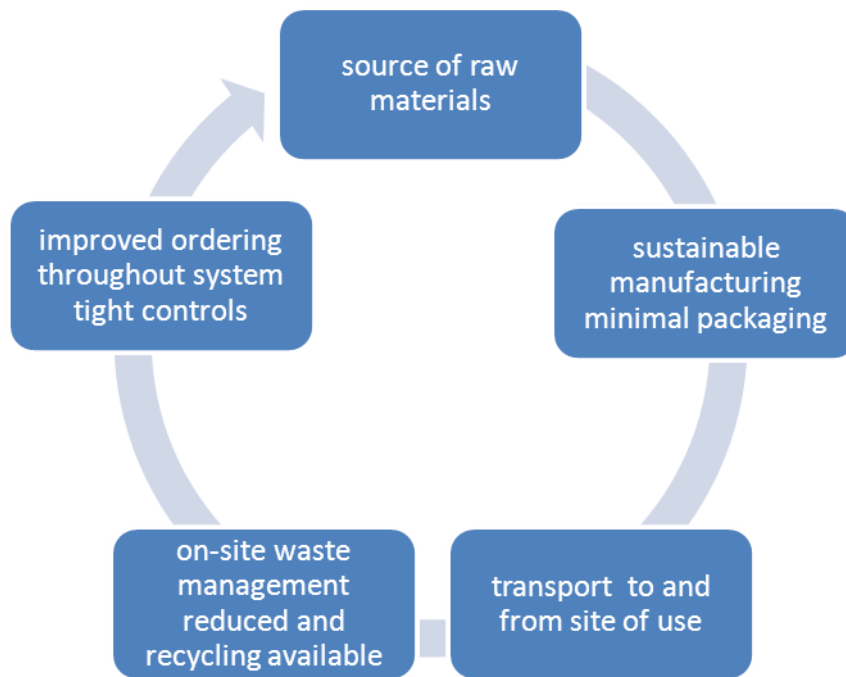 source of raw
materials
sustainable
manufacturing
minimal packaging
transport  to and
from site of use
on-site waste
management
reduced and
recycling available
improved ordering
throughout system
tight controls